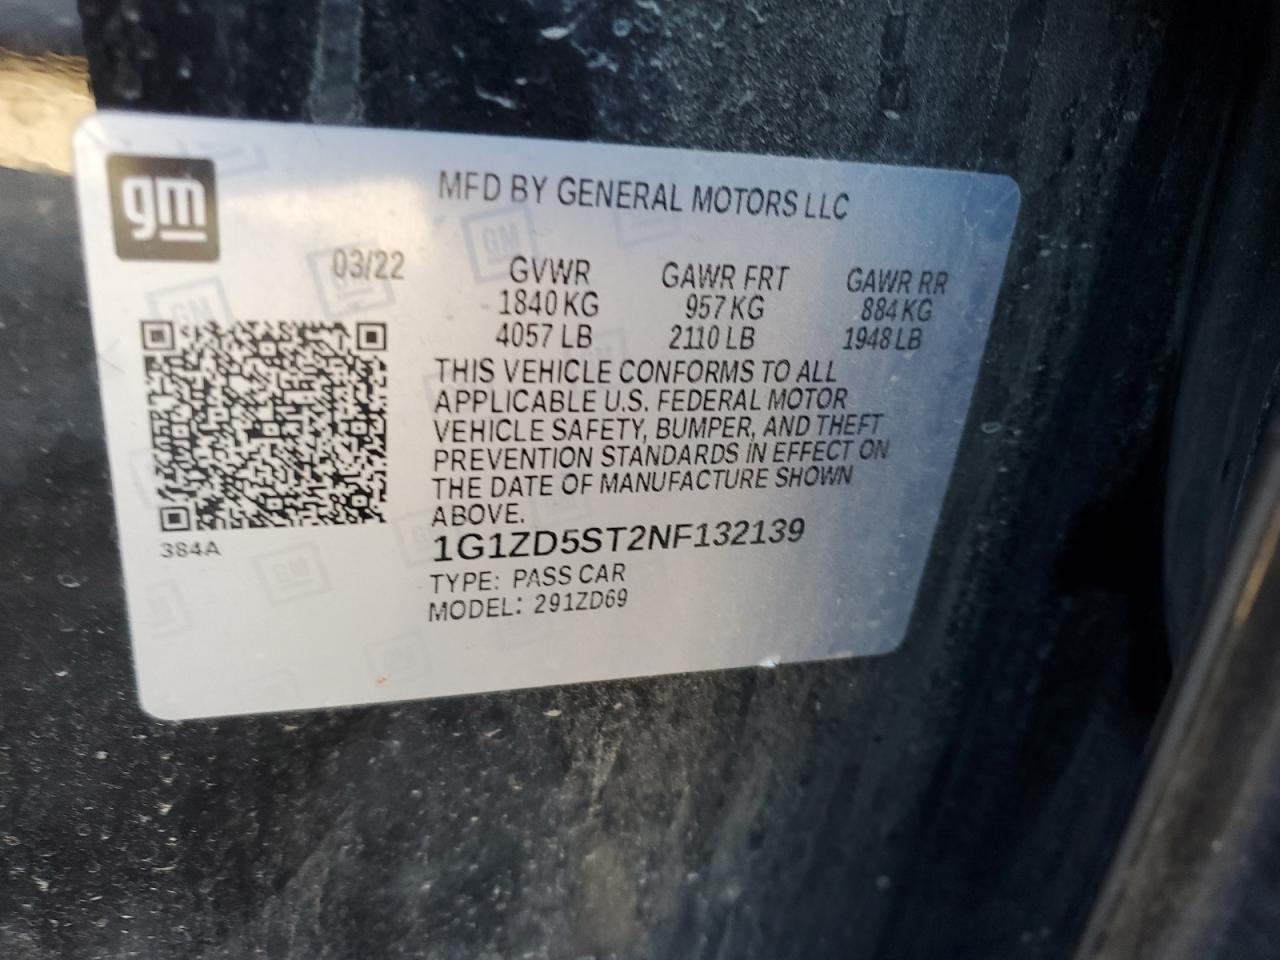 gm
MFD BY GENERAL MOTORS LLC
03/22
GVWR GAWR FRT GAWR RR
1840 KG 957 KG 884 KG
4057 LB 2110 LB 1948 LB
THIS VEHICLE CONFORMS TO ALL
APPLICABLE U.S. FEDERAL MOTOR
VEHICLE SAFETY, BUMPER, AND THEFT
PREVENTION STANDARDS IN EFFECT ON
THE DATE OF MANUFACTURE SHOWN
ABOVE.
384A
1G1ZD5ST2NF132139
TYPE: PASS CAR
MODEL: 291ZD69